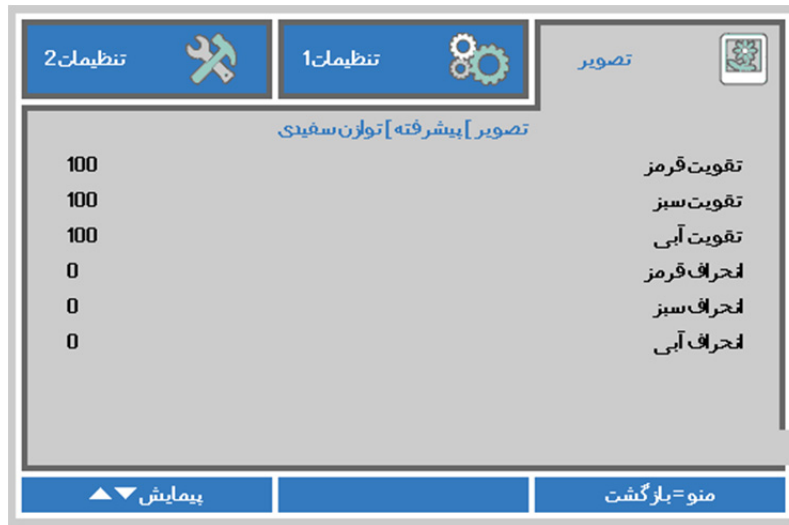 تصویر
تنظیمات1
تنظیمات2
تصویر ] پیشرفته ] توازن سفیدی
تقویت قرمز 100
تقویت سبز 100
تقویت آبی 100
انحراف قرمز 0
انحراف سبز 0
انحراف آبی 0
منو=بازگشت
پیمایش▼▲